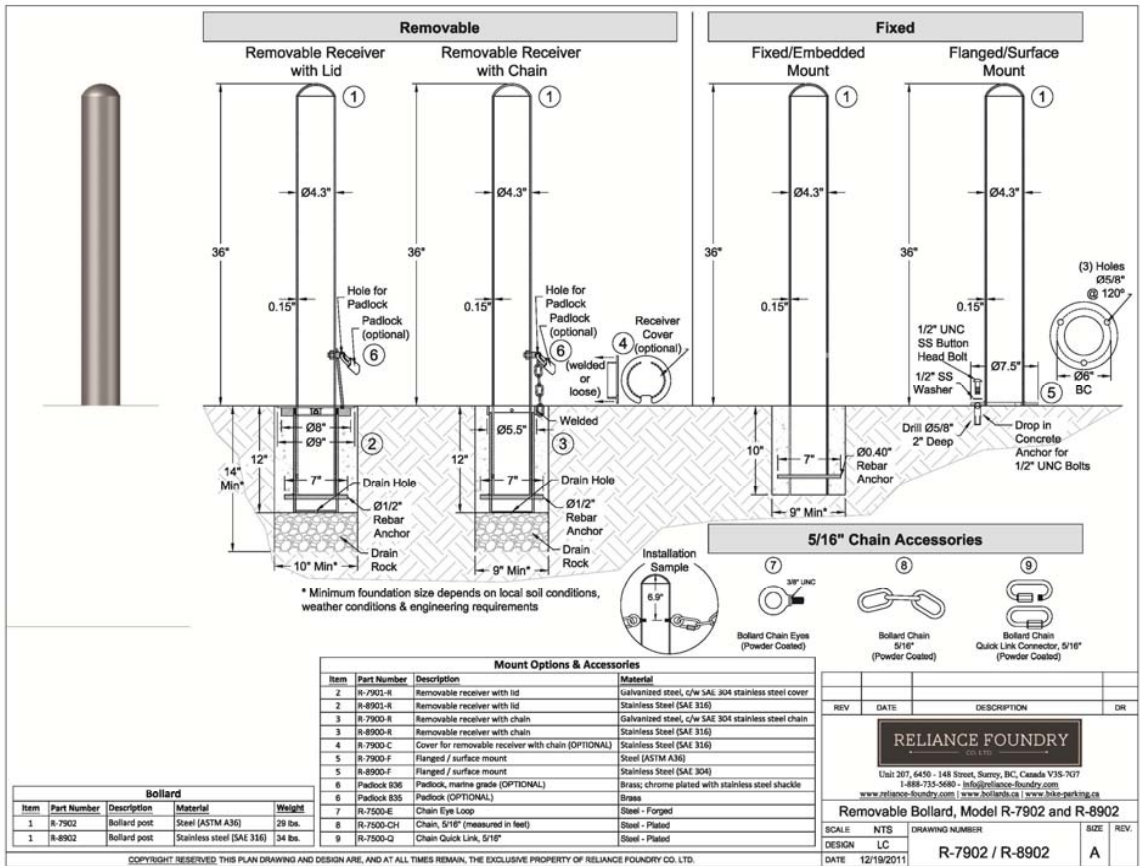 Removable
Fixed
Removable Receiver
with Lid
Removable Receiver
with Chain
Fixed/Embedded
Mount
Flanged/Surface
Mount
1
1
1
1
Ø4.3"
Ø4.3"
Ø4.3"
Ø4.3"
36"
36"
36"
36"
0.15"
0.15"
0.15"
0.15"
Hole for
Padlock
Padlock
(optional)
6
Hole for
Padlock
Padlock
(optional)
6
4
(welded
or
loose)
Receiver
Cover
(optional)
Welded
(3) Holes
Ø5/8"
@ 120°
1/2" UNC
SS Button
Head Bolt
1/2" SS
Washer
Ø7.5"
Ø6"
BC
5
Drill Ø5/8"
2" Deep
Drop in
Concrete
Anchor for
1/2" UNC Bolts
Ø8"
Ø9"
2
12"
14"
Min*
7"
Drain Hole
Ø1/2"
Rebar
Anchor
Drain
Rock
10" Min*
Ø5.5"
3
12"
7"
Drain Hole
Ø1/2"
Rebar
Anchor
Drain
Rock
9" Min*
10"
7"
Ø0.40"
Rebar
Anchor
9" Min*
* Minimum foundation size depends on local soil conditions,
weather conditions & engineering requirements
Installation
Sample
6.9"
5/16" Chain Accessories
7
3/8" UNC
Bollard Chain Eyes
(Powder Coated)
8
Bollard Chain
5/16"
(Powder Coated)
9
Bollard Chain
Quick Link Connector, 5/16"
(Powder Coated)
Mount Options & Accessories
Item Part Number Description Material
2 R-7901-R Removable receiver with lid Galvanized steel, c/w SAE 304 stainless steel cover
2 R-8901-R Removable receiver with lid Stainless Steel (SAE 316)
3 R-7900-R Removable receiver with chain Galvanized steel, c/w SAE 304 stainless steel chain
3 R-8900-R Removable receiver with chain Stainless Steel (SAE 316)
4 R-7900-C Cover for removable receiver with chain (OPTIONAL) Stainless Steel (SAE 316)
5 R-7900-F Flanged / surface mount Steel (ASTM A36)
5 R-8900-F Flanged / surface mount Stainless Steel (SAE 304)
6 Padlock 836 Padlock, marine grade (OPTIONAL) Brass; chrome plated with stainless steel shackle
6 Padlock 835 Padlock (OPTIONAL) Brass
7 R-7500-E Chain Eye Loop Steel - Forged
8 R-7500-CH Chain, 5/16" (measured in feet) Steel - Plated
9 R-7500-Q Chain Quick Link, 5/16" Steel - Plated
Bollard
Item Part Number Description Material Weight
1 R-7902 Bollard post Steel (ASTM A36) 29 lbs.
1 R-8902 Bollard post Stainless steel (SAE 316) 34 lbs.
REV DATE DESCRIPTION DR
RELIANCE FOUNDRY
CO. LTD.
Unit 207, 6450 - 148 Street, Surrey, BC, Canada V3S-7G7
1-888-735-5680 - info@reliance-foundry.com
www.reliance-foundry.com | www.bollards.ca | www.bike-parking.ca
Removable Bollard, Model R-7902 and R-8902
SCALE NTS DRAWING NUMBER SIZE REV.
DESIGN LC R-7902 / R-8902 A
DATE 12/19/2011
COPYRIGHT RESERVED THIS PLAN DRAWING AND DESIGN ARE, AND AT ALL TIMES REMAIN, THE EXCLUSIVE PROPERTY OF RELIANCE FOUNDRY CO. LTD.